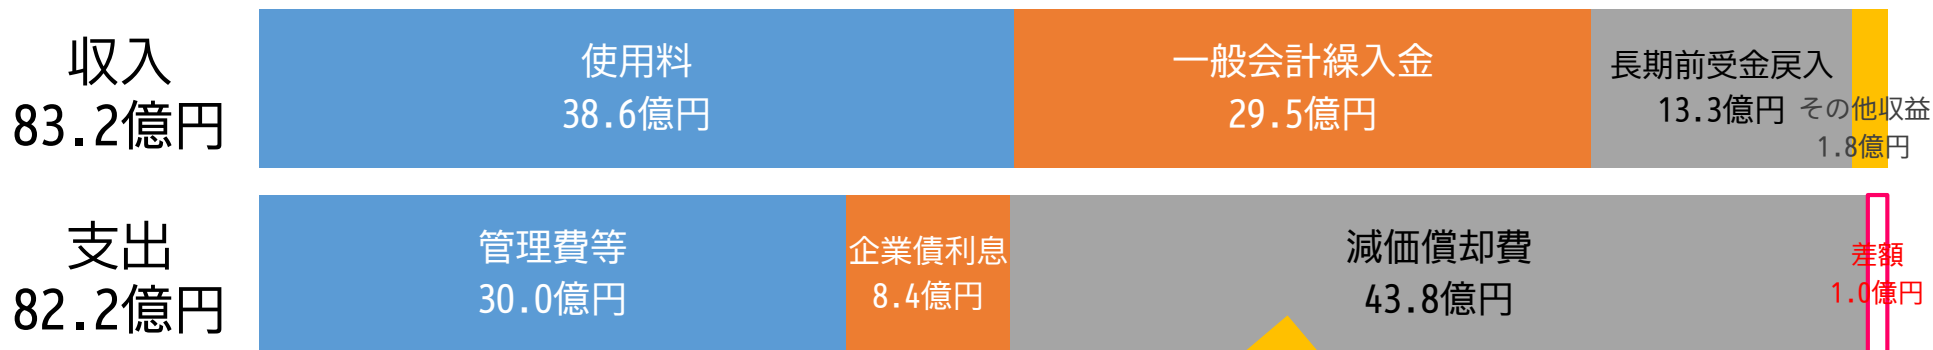 収入
83.2億円
使用料
38.6億円
一般会計繰入金
29.5億円
長期前受金戻入
13.3億円
その他収益
1.8億円
支出
82.2億円
管理費等
30.0億円
企業債利息
8.4億円
減価償却費
43.8億円
差額
1.0億円